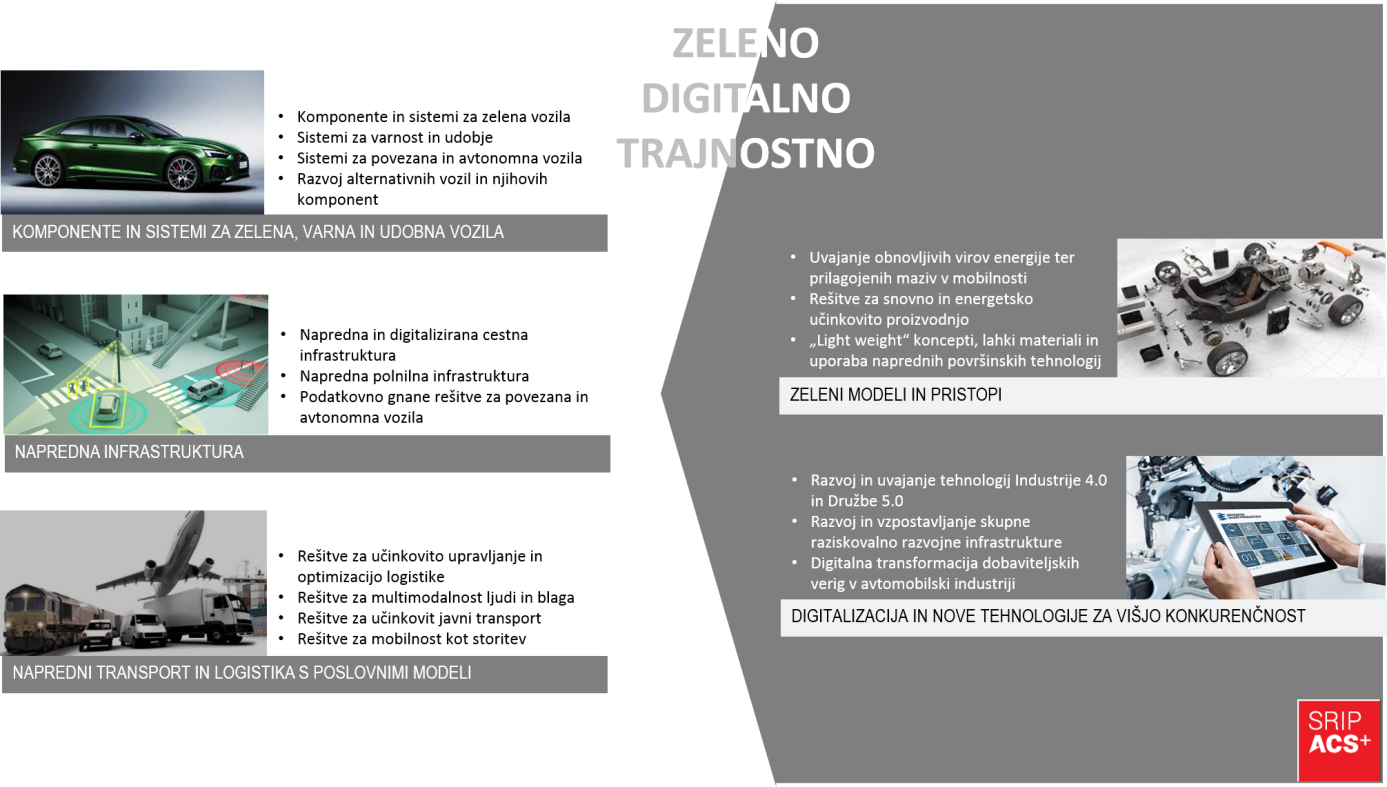 ZELENO
DIGITALNO
TRAJNOSTNO
• Komponente in sistemi za zelena vozila
• Sistemi za varnost in udobje
• Sistemi za povezana in avtonomna vozila
• Razvoj alternativnih vozil in njihovih
komponent
KOMPONENTE IN SISTEMI ZA ZELENA, VARNA IN UDOBNA VOZILA
• Napredna in digitalizirana cestna
infrastruktura
• Napredna polnilna infrastruktura
• Podatkovno gnane rešitve za povezana in
avtonomna vozila
NAPREDNA INFRASTRUKTURA
• Rešitve za učinkovito upravljanje in
optimizacijo logistike
• Rešitve za multimodalnost ljudi in blaga
• Rešitve za učinkovit javni transport
• Rešitve za mobilnost kot storitev
NAPREDNI TRANSPORT IN LOGISTIKA S POSLOVNIMI MODELI
• Uvajanje obnovljivih virov energije ter
prilagojenih maziv v mobilnosti
• Rešitve za snovno in energetsko
učinkovito proizvodnjo
• „Light weight“ koncepti, lahki materiali in
uporaba naprednih površinskih tehnologij
ZELENI MODELI IN PRISTOPI
• Razvoj in uvajanje tehnologij Industrije 4.0
in Družbe 5.0
• Razvoj in vzpostavljanje skupne
raziskovalno razvojne infrastrukture
• Digitalna transformacija dobaviteljskih
verig v avtomobilski industriji
DIGITALIZACIJA IN NOVE TEHNOLOGIJE ZA VIŠJO KONKURENČNOST
SRIP
ACS+